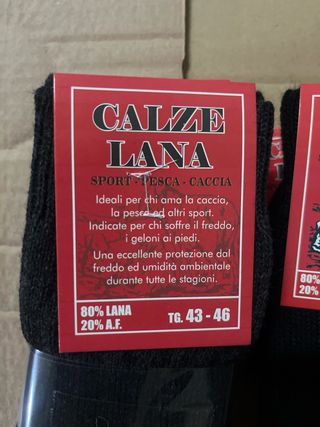 CALZE
LANA
SPORT - PESCA - CACCIA
Ideali per chi ama la caccia,
la pesca ed altri sport.
Indicate per chi soffre il freddo,
i geloni ai piedi.
Una eccellente protezione dal
freddo ed umidità ambientale
durante tutte le stagioni.
80% LANA
20% A.F.
TG. 43 - 46
80%
20%